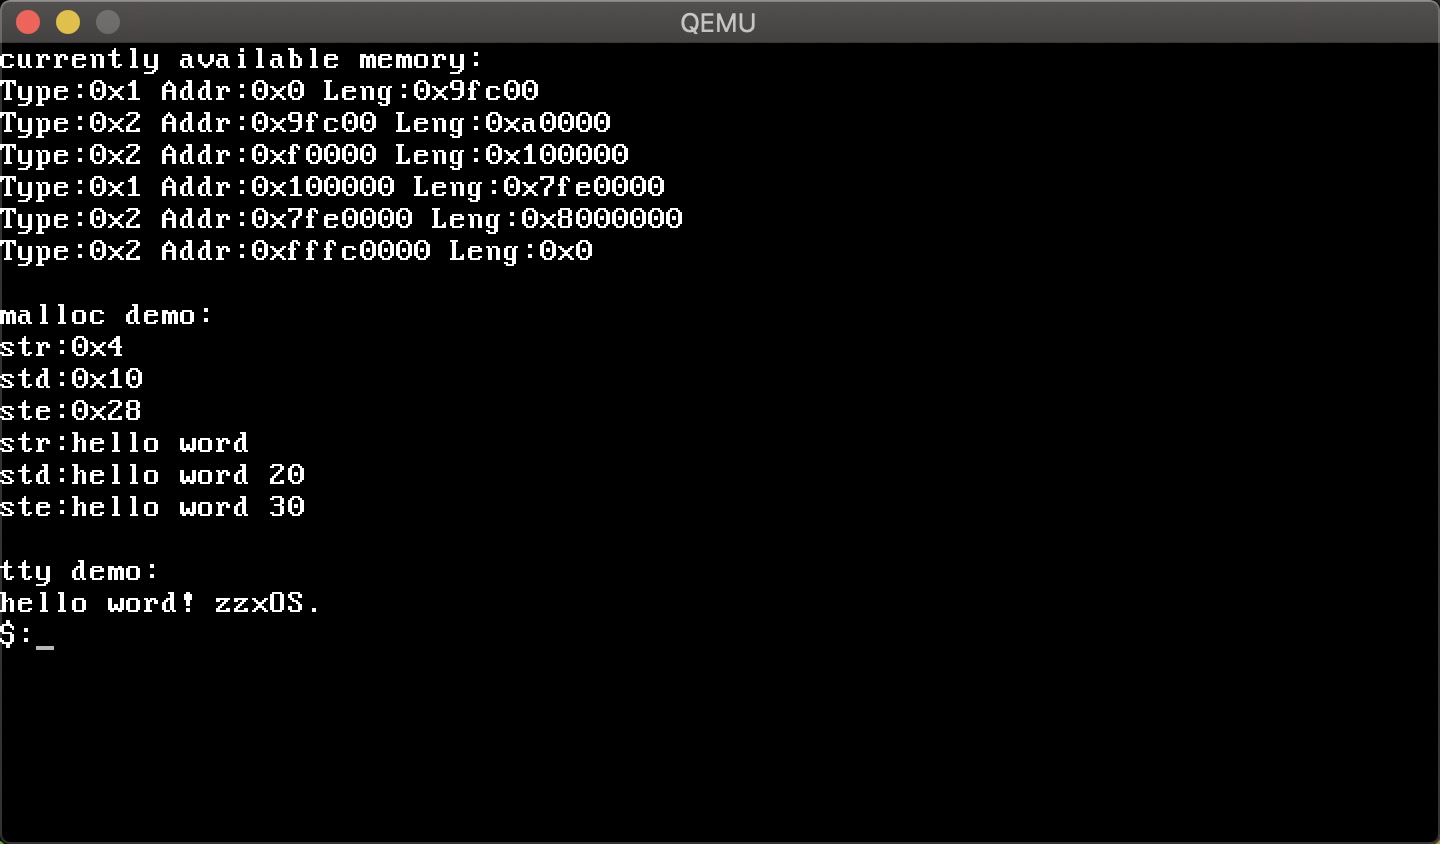 QEMU
currently available memory:
Type:0x1 Addr:0x0 Leng:0x9fc00
Type:0x2 Addr:0x9fc00 Leng:0xa0000
Type:0x2 Addr:0xf0000 Leng:0x100000
Type:0x1 Addr:0x100000 Leng:0x7fe0000
Type:0x2 Addr:0x7fe0000 Leng:0x8000000
Type:0x2 Addr:0xfffc0000 Leng:0x0
malloc demo:
str:0x4
std:0x10
ste:0x28
str:hello word
std:hello word 20
ste:hello word 30
tty demo:
hello word! zzxOS.
$:_